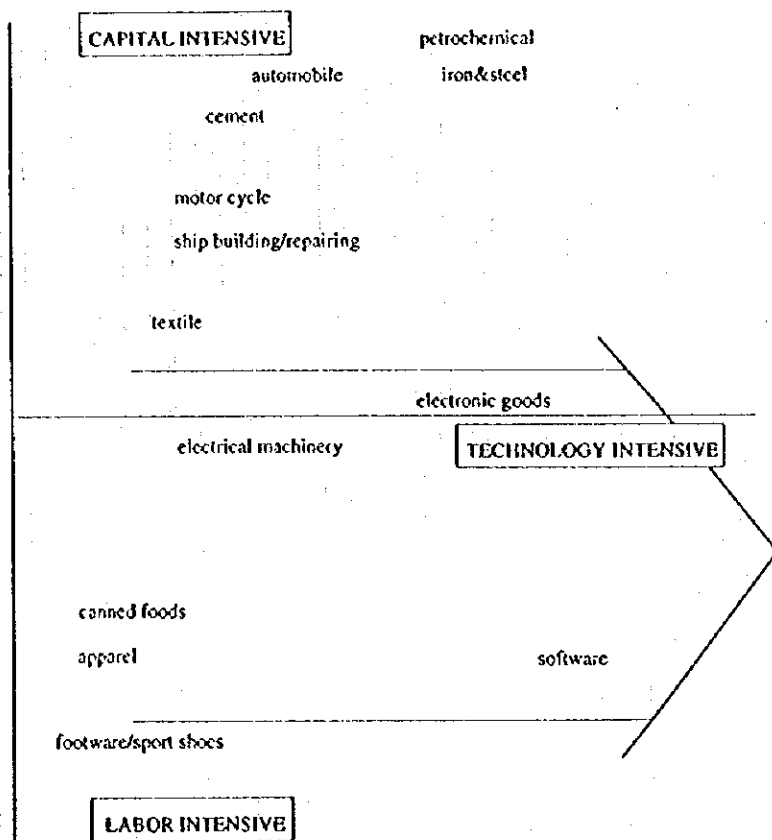 CAPITAL INTENSIVE
petrochemical
automobile
iron&steel
cement
motor cycle
ship building/repairing
textile
electronic goods
electrical machinery
TECHNOLOGY INTENSIVE
canned foods
apparel
software
footware/sport shoes
LABOR INTENSIVE